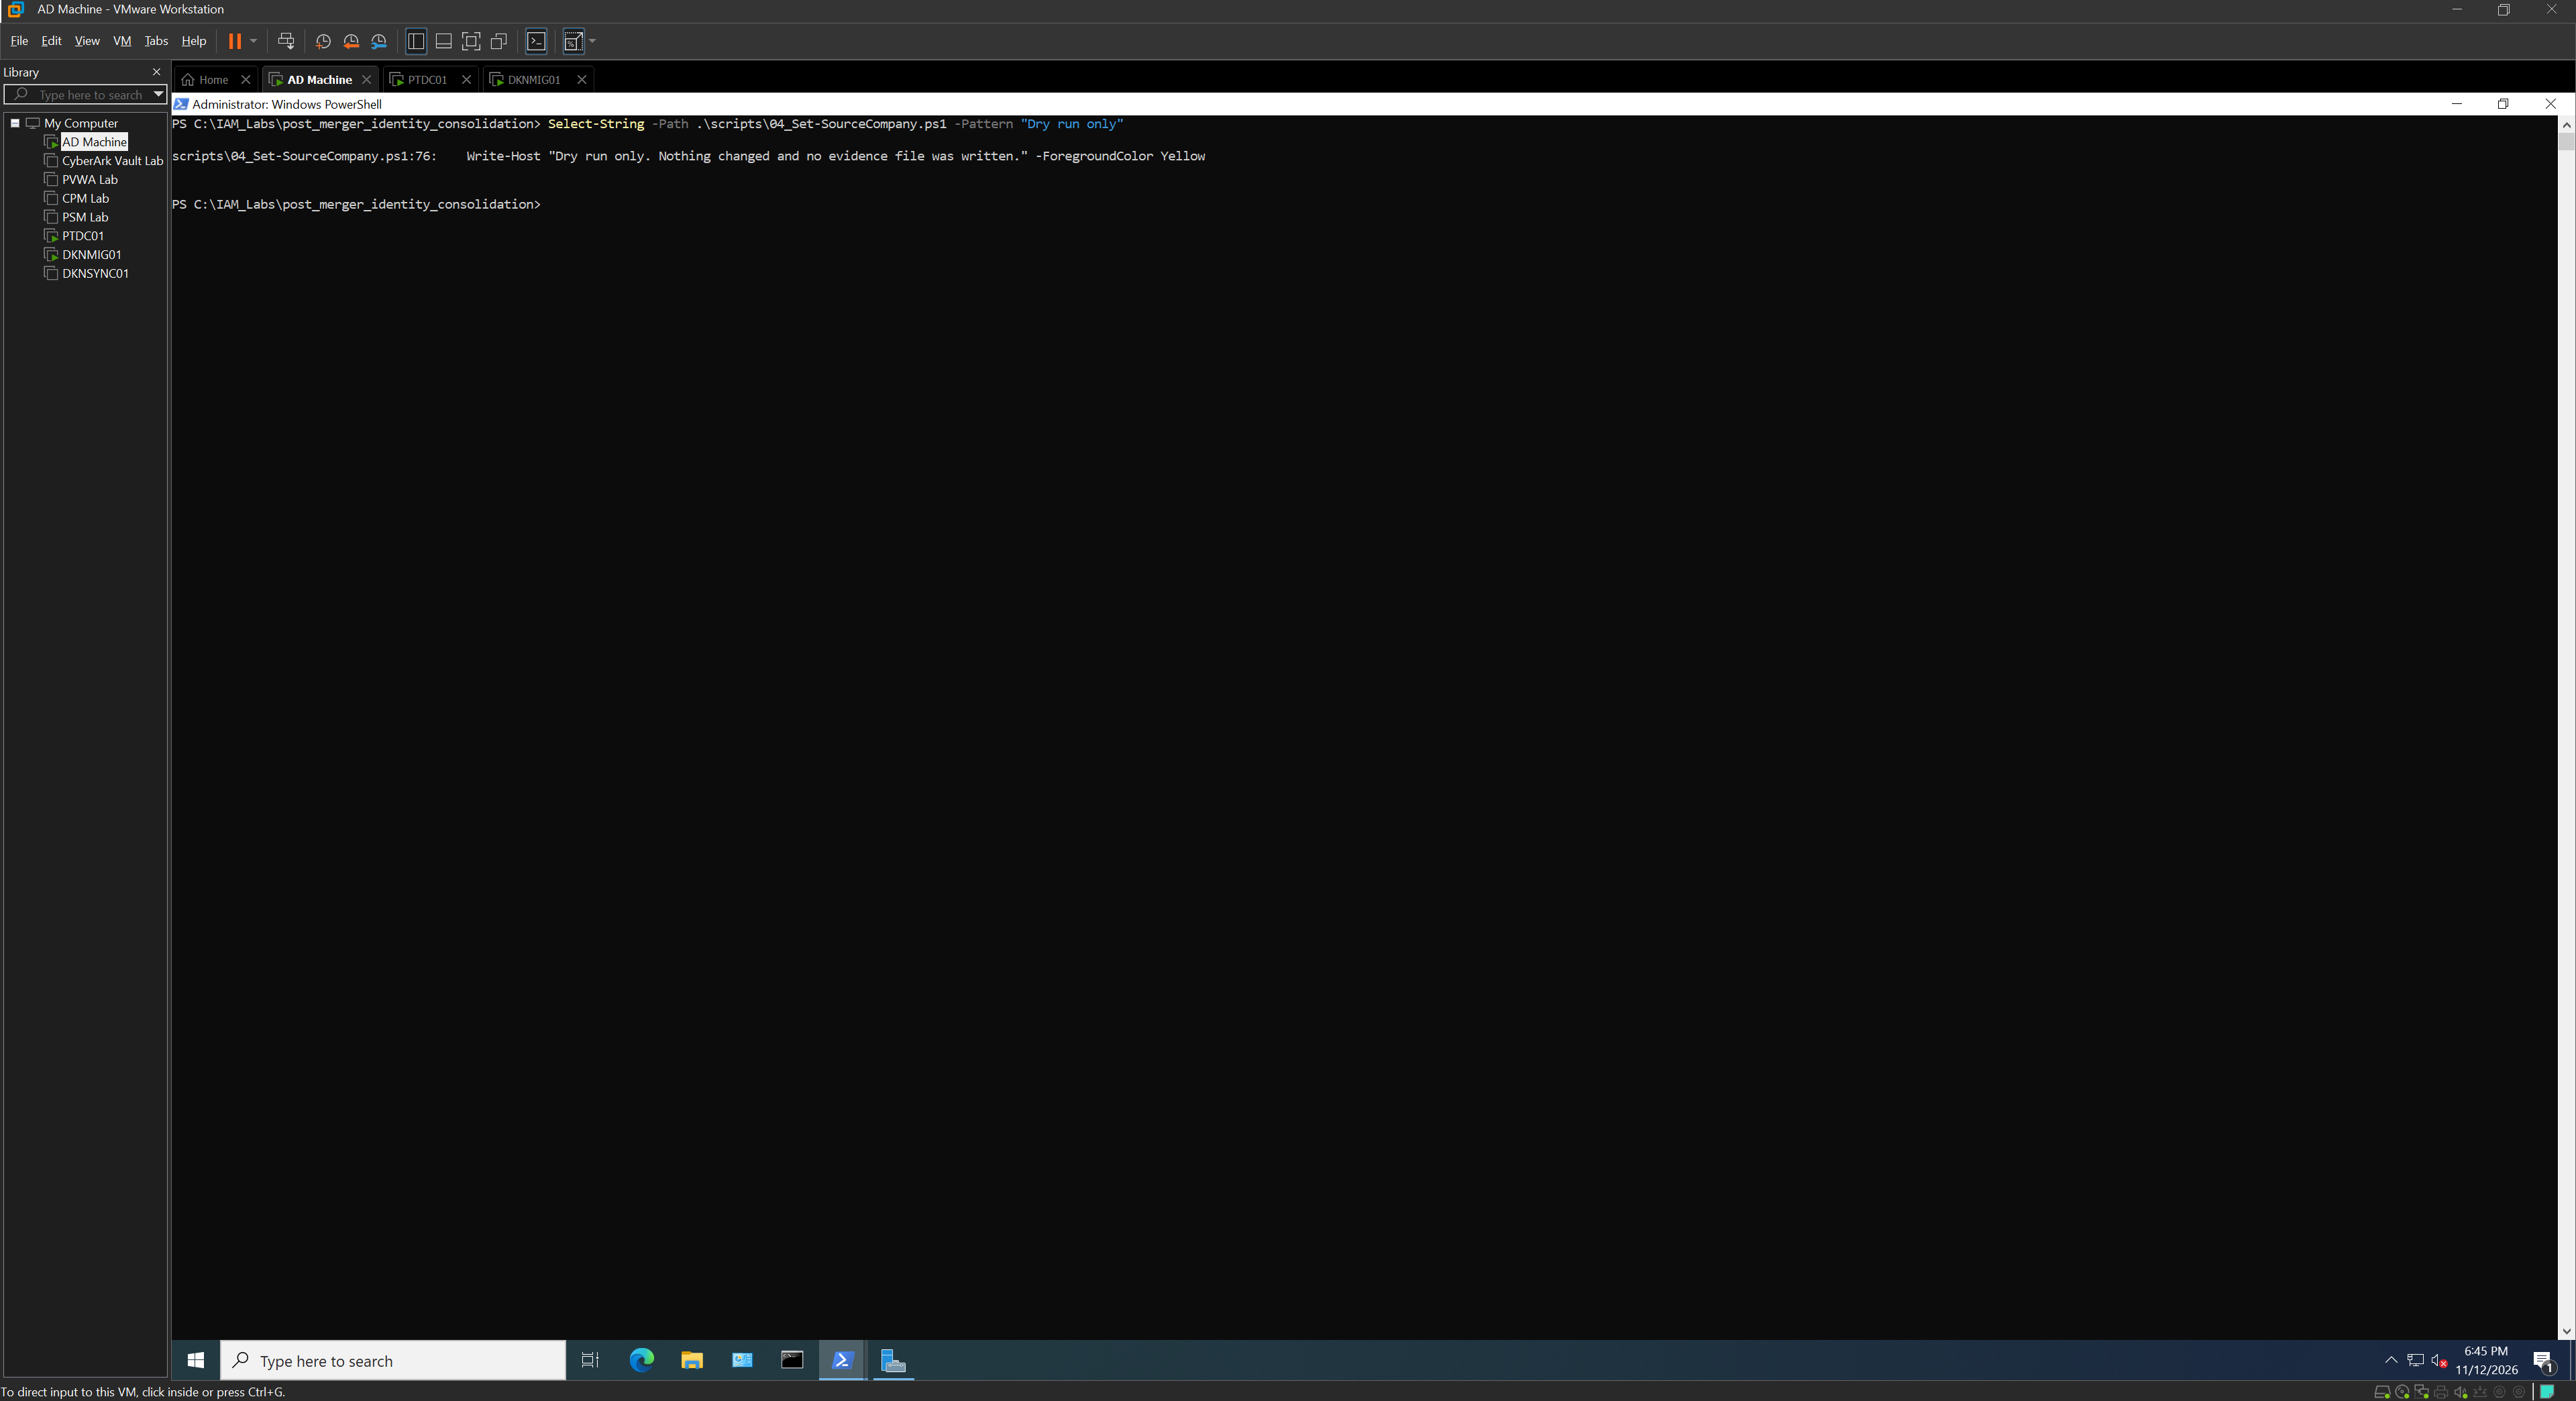 AD Machine - VMware Workstation
File Edit View VM Tabs Help
Library
Type here to search
My Computer
AD Machine
CyberArk Vault Lab
PVWA Lab
CPM Lab
PSM Lab
PTDC01
DKNMIG01
DKNSYNC01
Home AD Machine PTDC01 DKNMIG01
Administrator: Windows PowerShell
PS C:\IAM_Labs\post_merger_identity_consolidation> Select-String -Path .\scripts\04_Set-SourceCompany.ps1 -Pattern "Dry run only"
scripts\04_Set-SourceCompany.ps1:76:    Write-Host "Dry run only. Nothing changed and no evidence file was written." -ForegroundColor Yellow
PS C:\IAM_Labs\post_merger_identity_consolidation>
Type here to search
6:45 PM
11/12/2026
1
To direct input to this VM, click inside or press Ctrl+G.